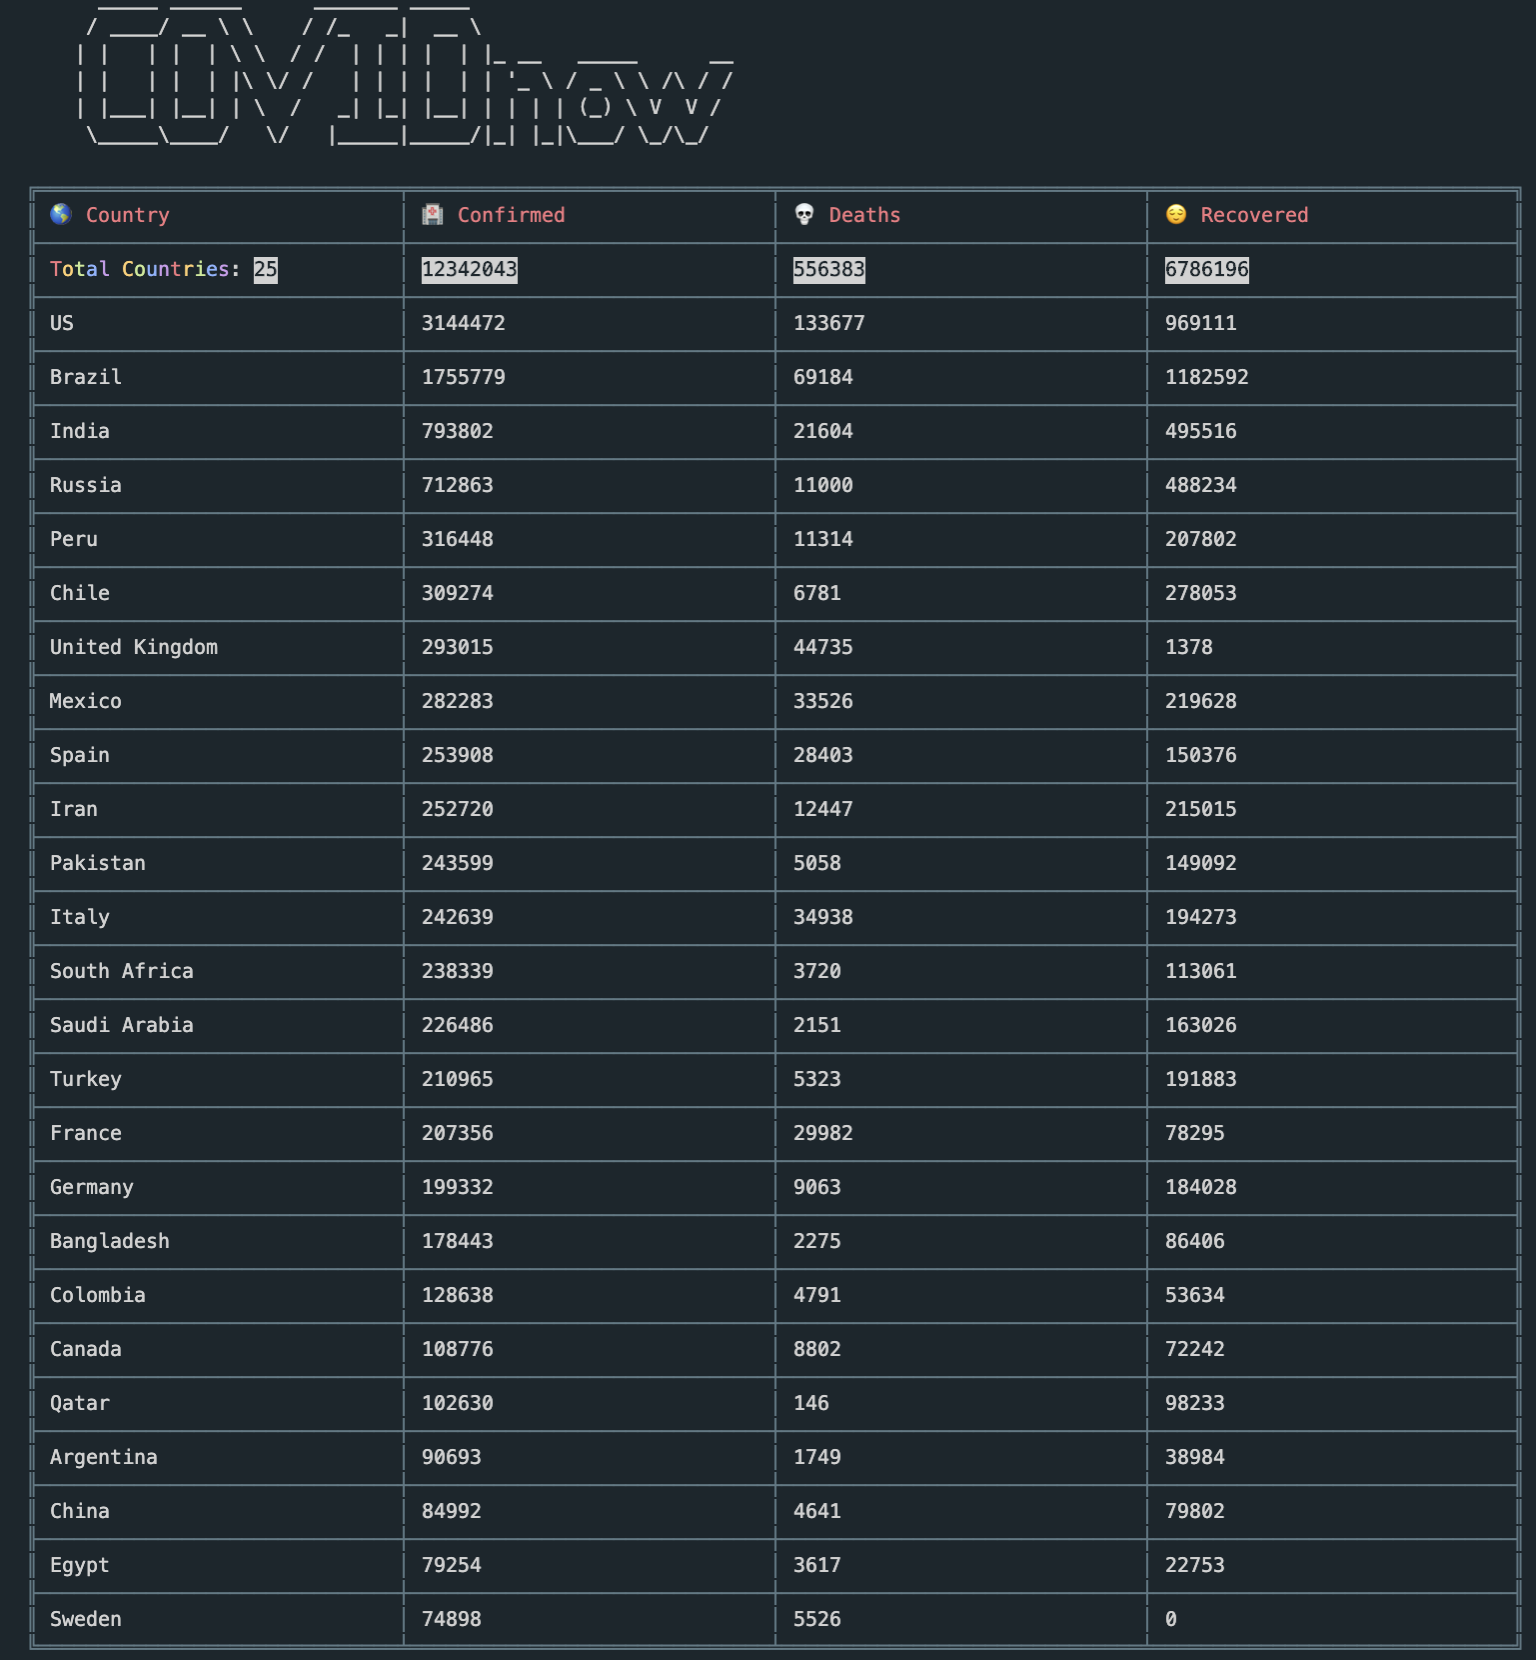 COVIDnow
🌎 Country 🏥 Confirmed 💀 Deaths 😌 Recovered
Total Countries: 25 12342043 556383 6786196
US 3144472 133677 969111
Brazil 1755779 69184 1182592
India 793802 21604 495516
Russia 712863 11000 488234
Peru 316448 11314 207802
Chile 309274 6781 278053
United Kingdom 293015 44735 1378
Mexico 282283 33526 219628
Spain 253908 28403 150376
Iran 252720 12447 215015
Pakistan 243599 5058 149092
Italy 242639 34938 194273
South Africa 238339 3720 113061
Saudi Arabia 226486 2151 163026
Turkey 210965 5323 191883
France 207356 29982 78295
Germany 199332 9063 184028
Bangladesh 178443 2275 86406
Colombia 128638 4791 53634
Canada 108776 8802 72242
Qatar 102630 146 98233
Argentina 90693 1749 38984
China 84992 4641 79802
Egypt 79254 3617 22753
Sweden 74898 5526 0